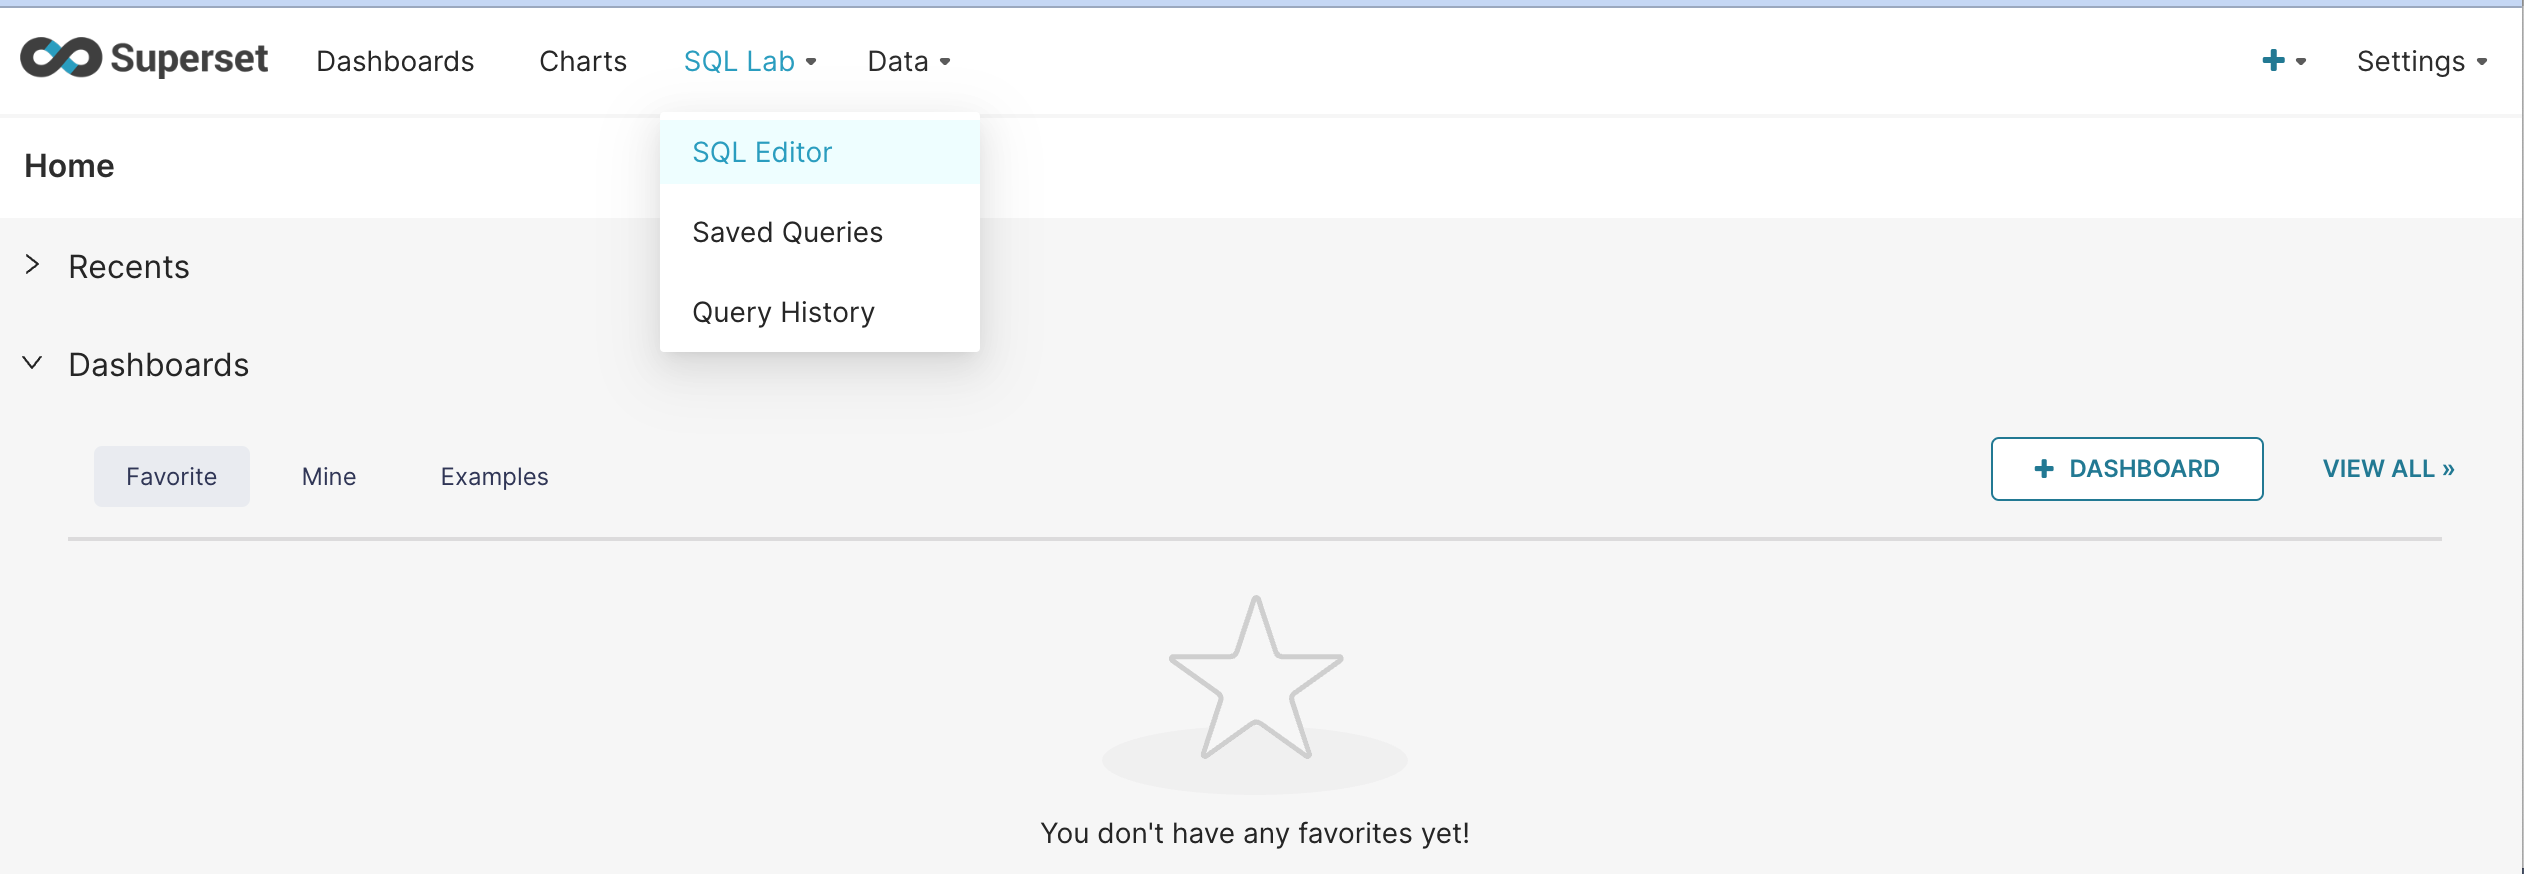 Superset Dashboards Charts SQL Lab Data + Settings
SQL Editor
Home
Saved Queries
Recents
Query History
Dashboards
Favorite Mine Examples + DASHBOARD VIEW ALL »
You don't have any favorites yet!